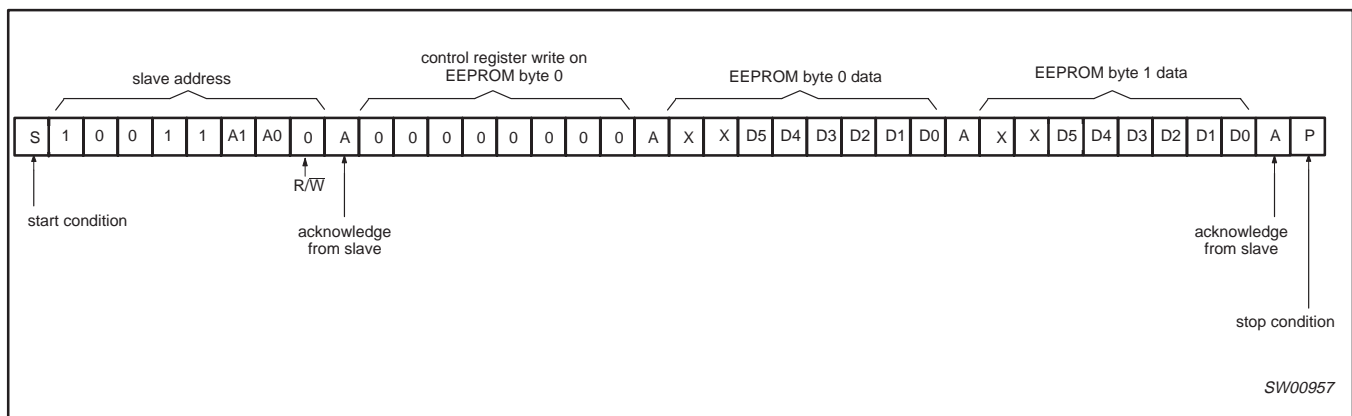 control register write on
EEPROM byte 0
slave address
EEPROM byte 0 data
EEPROM byte 1 data
S 1 0 0 1 1 A1 A0 0 A 0 0 0 0 0 0 0 0 A X X D5 D4 D3 D2 D1 D0 A X X D5 D4 D3 D2 D1 D0 A P
R/W̅
start condition
acknowledge
from slave
acknowledge
from slave
stop condition
SW00957